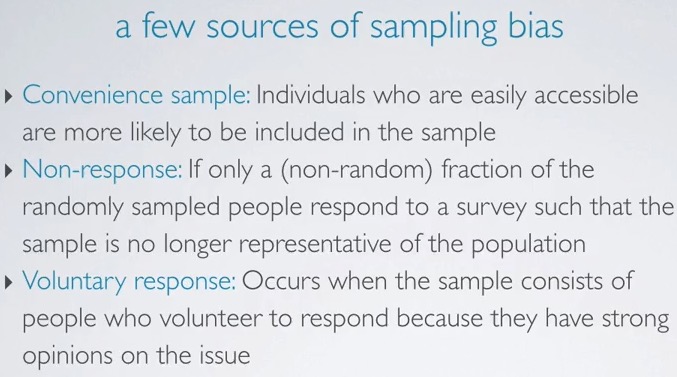 a few sources of sampling bias
Convenience sample: Individuals who are easily accessible
are more likely to be included in the sample
Non-response: If only a (non-random) fraction of the
randomly sampled people respond to a survey such that the
sample is no longer representative of the population
Voluntary response: Occurs when the sample consists of
people who volunteer to respond because they have strong
opinions on the issue